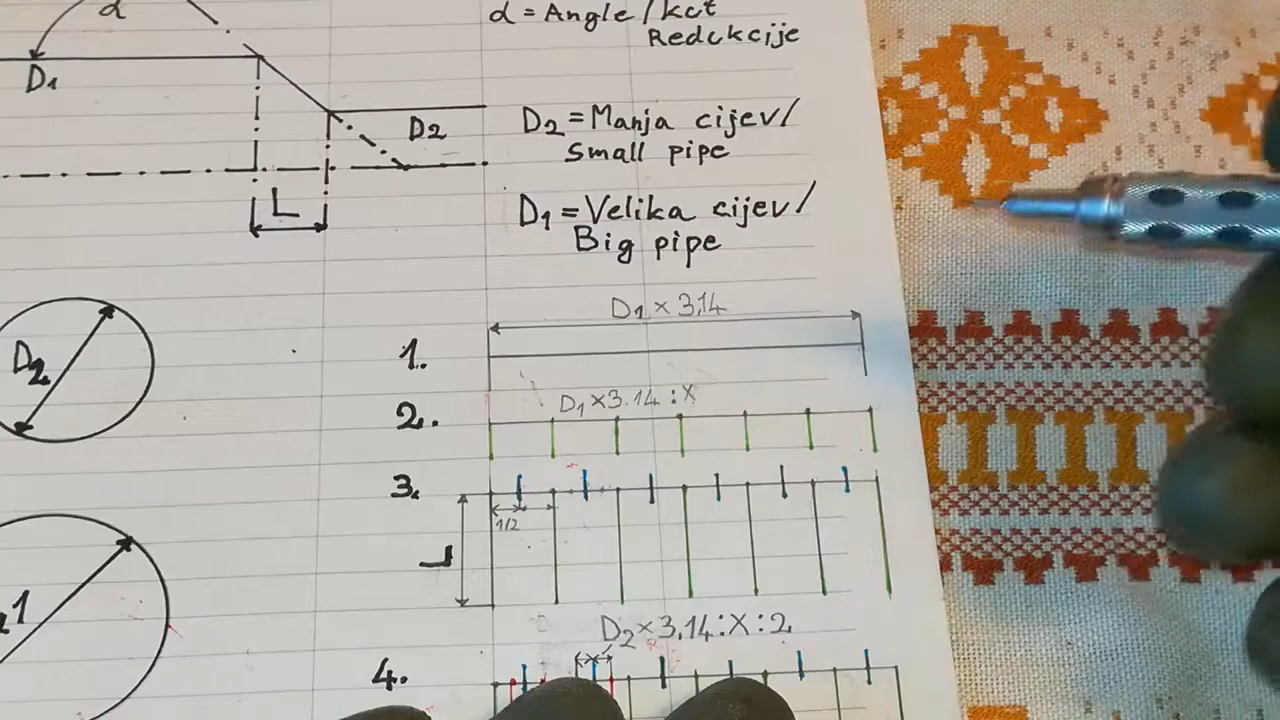 α = Angle / kut
Redukcije
α
D1
D2
D2 = Manja cijev/
Small pipe
L
D1 = Velika cijev/
Big pipe
D1 × 3,14
D2
1.
D1 ×3.14 : X
2.
3.
1/2
L
1
D2 × 3,14 : X : 2
4.